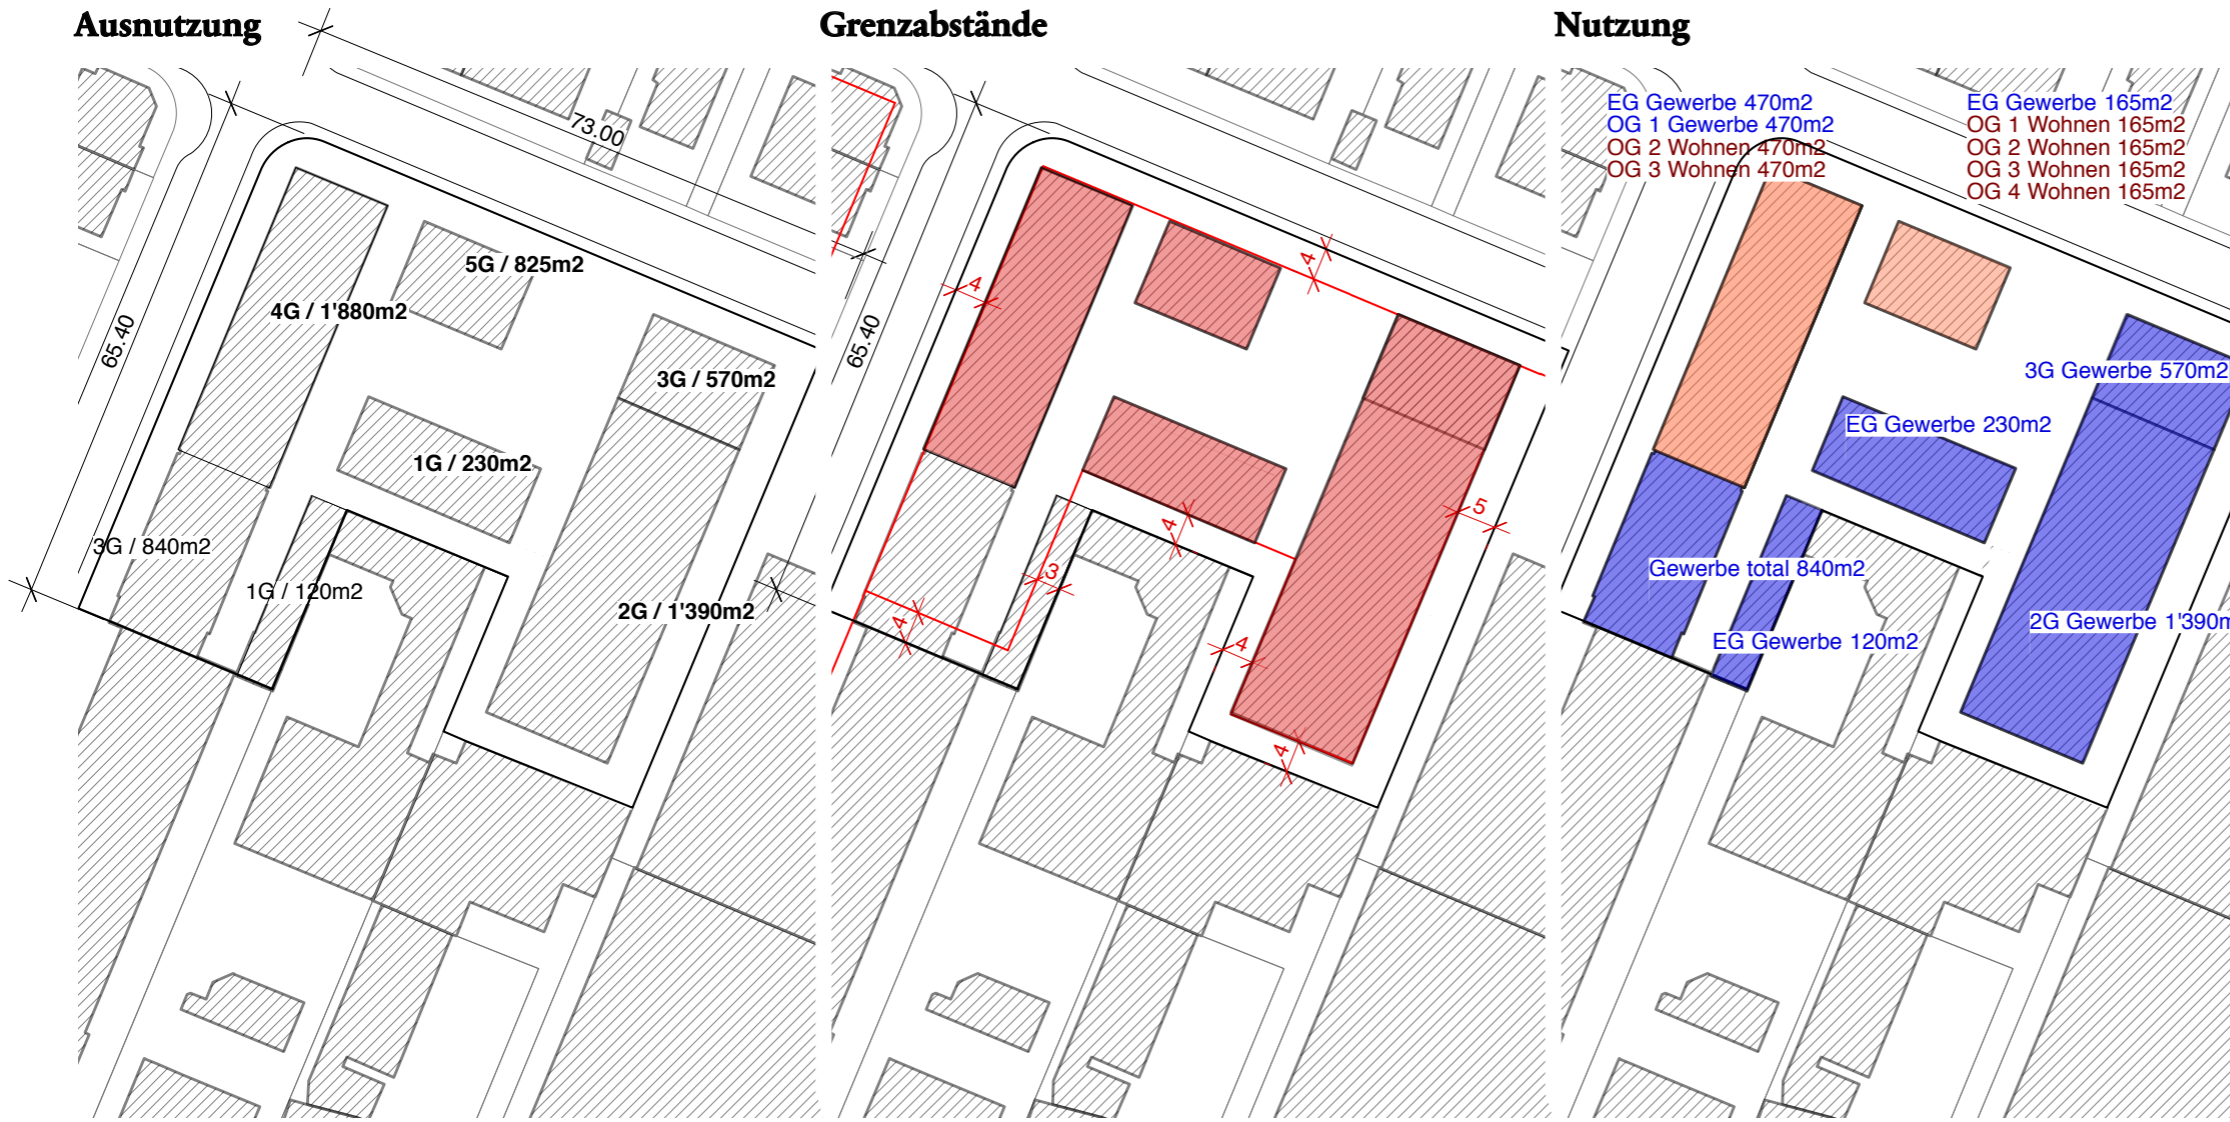 Ausnutzung
73.00
5G / 825m2
4G / 1'880m2
65.40
3G / 570m2
1G / 230m2
3G / 840m2
1G / 120m2
2G / 1'390m2
Grenzabstände
4
4
65.40
5
4
3
4
4
4
Nutzung
EG Gewerbe 470m2
OG 1 Gewerbe 470m2
OG 2 Wohnen 470m2
OG 3 Wohnen 470m2
EG Gewerbe 165m2
OG 1 Wohnen 165m2
OG 2 Wohnen 165m2
OG 3 Wohnen 165m2
OG 4 Wohnen 165m2
3G Gewerbe 570m2
EG Gewerbe 230m2
Gewerbe total 840m2
2G Gewerbe 1'390m
EG Gewerbe 120m2